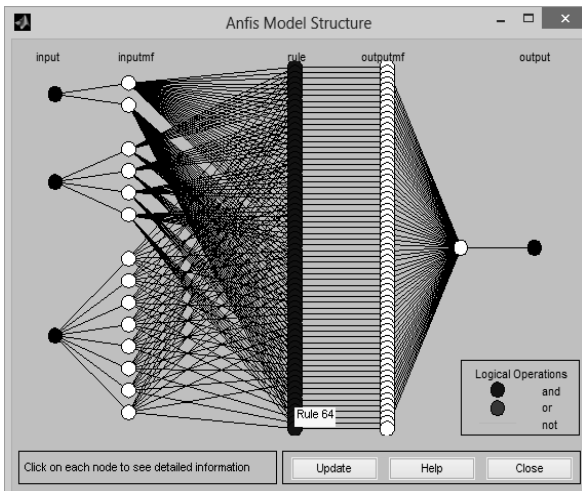 Anfis Model Structure
input inputmf rule outputmf output
Rule 64
Logical Operations
and
or
not
Click on each node to see detailed information
Update Help Close